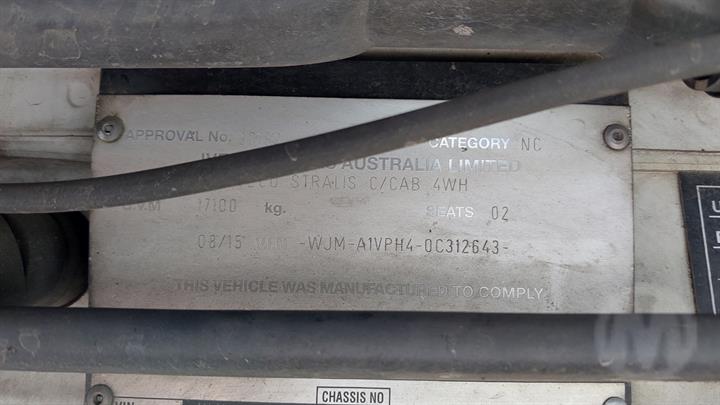 APPROVAL No. CATEGORY NC
AUSTRALIA LIMITED
STRALIS C/CAB 4WH
G.V.M 17100 kg. SEATS 02
08/15 -WJM-A1VPH4-0C312643-
THIS VEHICLE WAS MANUFACTURED TO COMPLY
CHASSIS NO
VIN